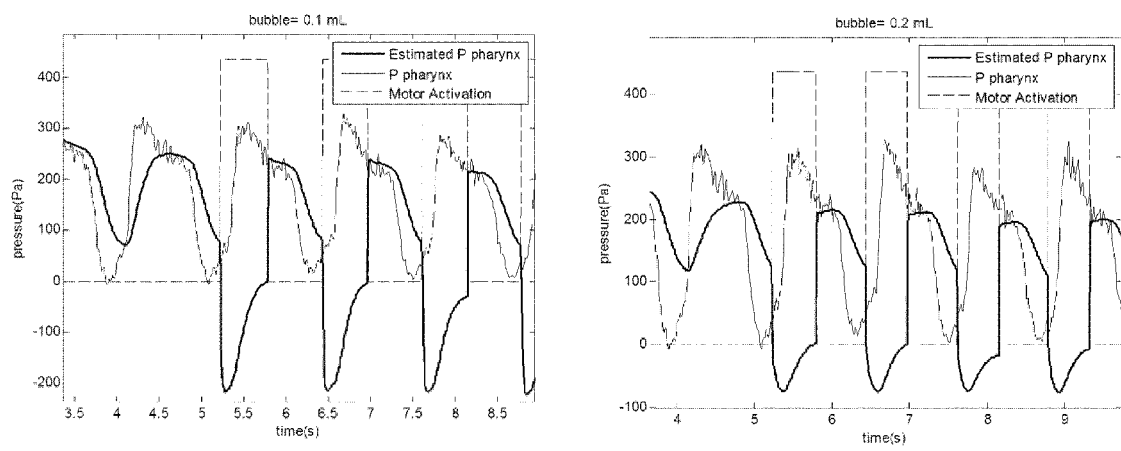 bubble= 0.1 mL
Estimated P pharynx
P pharynx
Motor Activation
400
300
200
100
0
-100
-200
pressure(Pa)
3.5 4 4.5 5 5.5 6 6.5 7 7.5 8 8.5
time(s)
bubble= 0.2 mL
Estimated P pharynx
P pharynx
Motor Activation
400
300
200
100
0
-100
pressure(Pa)
4 5 6 7 8 9
time(s)